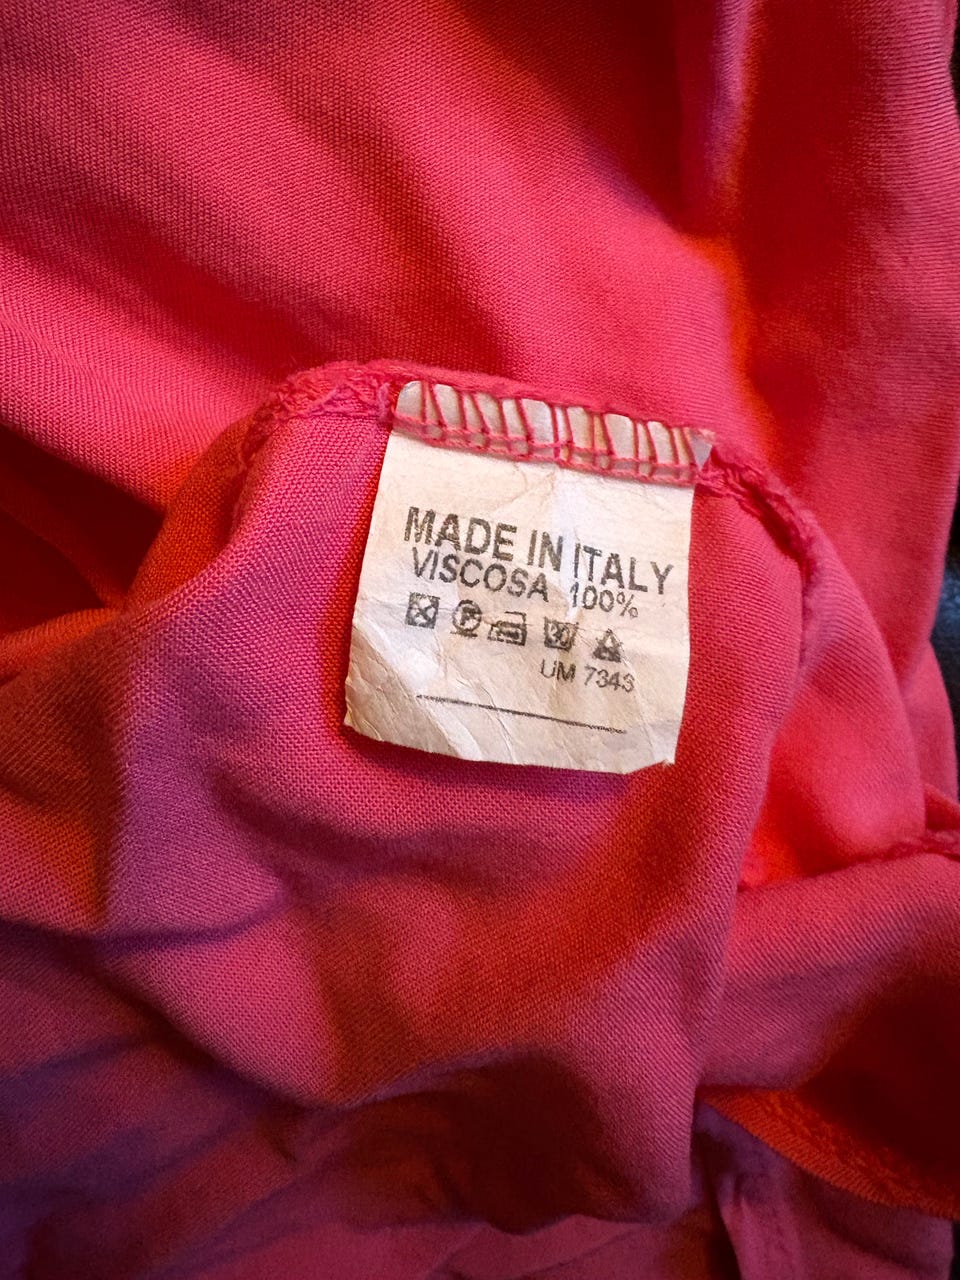 MADE IN ITALY
VISCOSA 100%
P
UM 7343